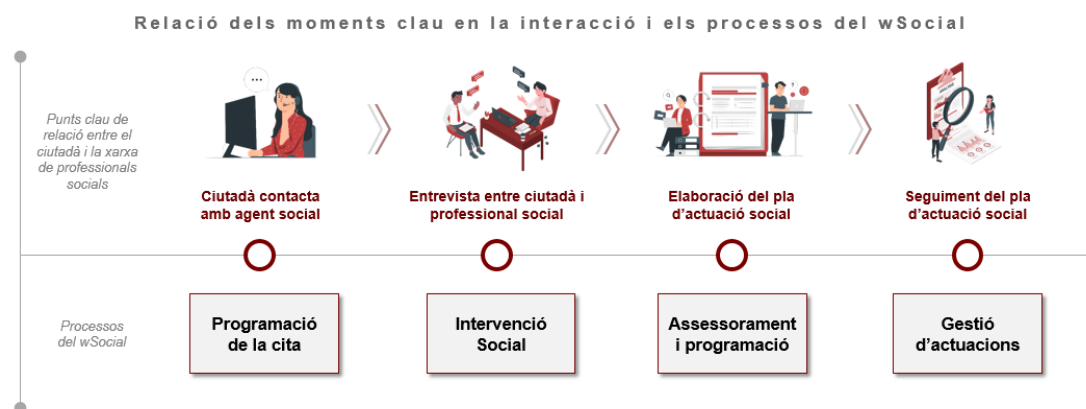 Relació dels moments clau en la interacció i els processos del wSocial
Punts clau de
relació entre el
ciutadà i la xarxa
de professionals
socials
Ciutadà contacta
amb agent social
Entrevista entre ciutadà i
professional social
Elaboració del pla
d'actuació social
Seguiment del pla
d'actuació social
Processos
del wSocial
Programació
de la cita
Intervenció
Social
Assessorament
i programació
Gestió
d'actuacions